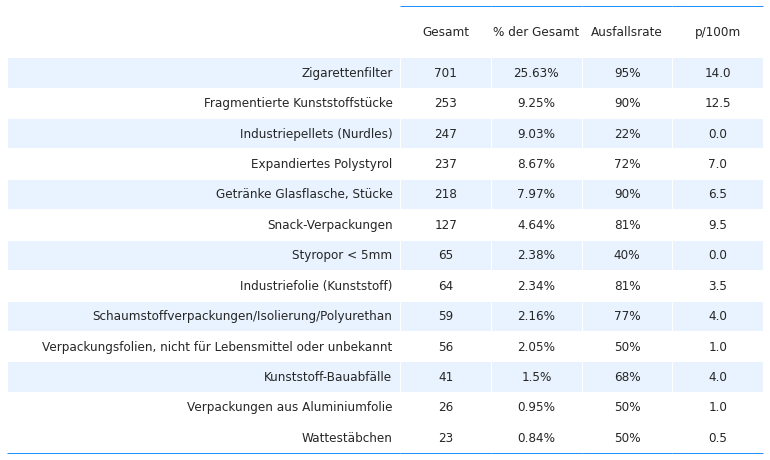 Gesamt % der Gesamt Ausfallsrate p/100m
Zigarettenfilter 701 25.63% 95% 14.0
Fragmentierte Kunststoffstücke 253 9.25% 90% 12.5
Industriepellets (Nurdles) 247 9.03% 22% 0.0
Expandiertes Polystyrol 237 8.67% 72% 7.0
Getränke Glasflasche, Stücke 218 7.97% 90% 6.5
Snack-Verpackungen 127 4.64% 81% 9.5
Styropor < 5mm 65 2.38% 40% 0.0
Industriefolie (Kunststoff) 64 2.34% 81% 3.5
Schaumstoffverpackungen/Isolierung/Polyurethan 59 2.16% 77% 4.0
Verpackungsfolien, nicht für Lebensmittel oder unbekannt 56 2.05% 50% 1.0
Kunststoff-Bauabfälle 41 1.5% 68% 4.0
Verpackungen aus Aluminiumfolie 26 0.95% 50% 1.0
Wattestäbchen 23 0.84% 50% 0.5